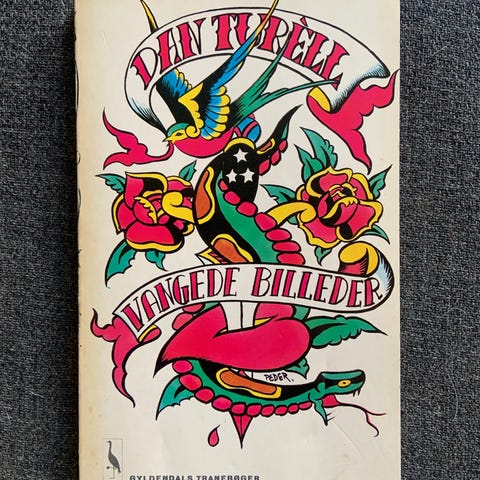 DAN TURÈLL
VANGEDE BILLEDER
PEDER.
GYLDENDALS TRANEBØGER